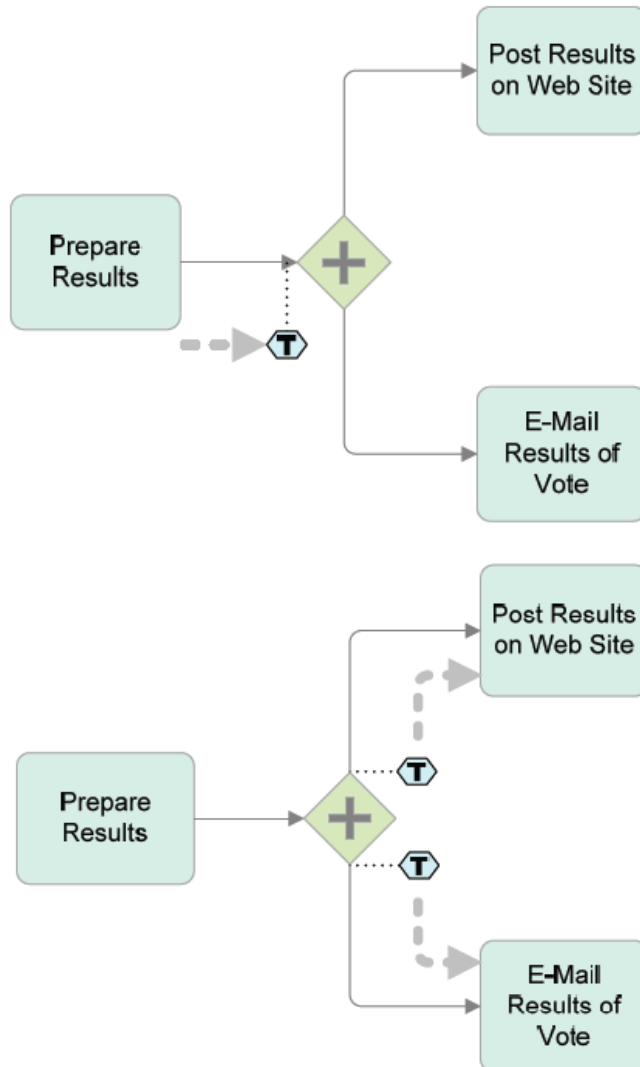 Post Results
on Web Site
Prepare
Results
T
E-Mail
Results of
Vote
Post Results
on Web Site
T
Prepare
Results
T
E-Mail
Results of
Vote